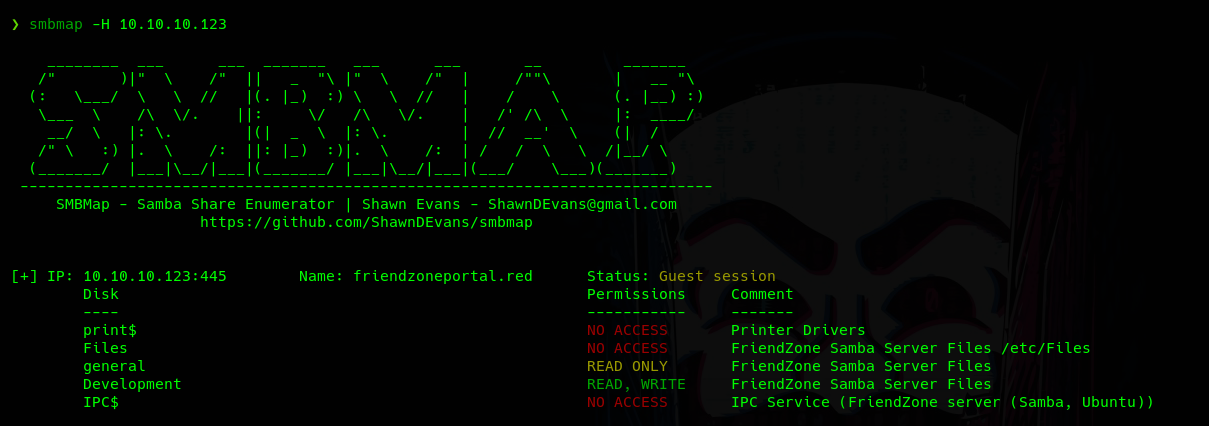 ❯ smbmap -H 10.10.10.123
SMBMAP
SMBMap - Samba Share Enumerator | Shawn Evans - ShawnDEvans@gmail.com
https://github.com/ShawnDEvans/smbmap
[+] IP: 10.10.10.123:445 Name: friendzoneportal.red Status: Guest session
Disk Permissions Comment
---- ----------- -------
print$ NO ACCESS Printer Drivers
Files NO ACCESS FriendZone Samba Server Files /etc/Files
general READ ONLY FriendZone Samba Server Files
Development READ, WRITE FriendZone Samba Server Files
IPC$ NO ACCESS IPC Service (FriendZone server (Samba, Ubuntu))